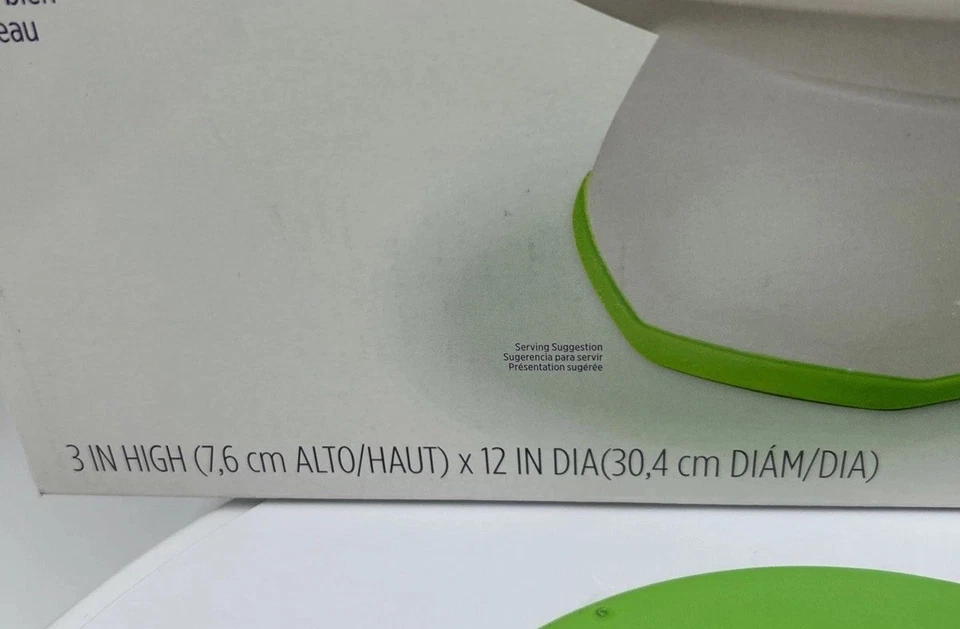 bien
eau
Serving Suggestion
Sugerencia para servir
Présentation sugérée
3 IN HIGH (7,6 cm ALTO/HAUT) x 12 IN DIA(30,4 cm DIÁM/DIA)